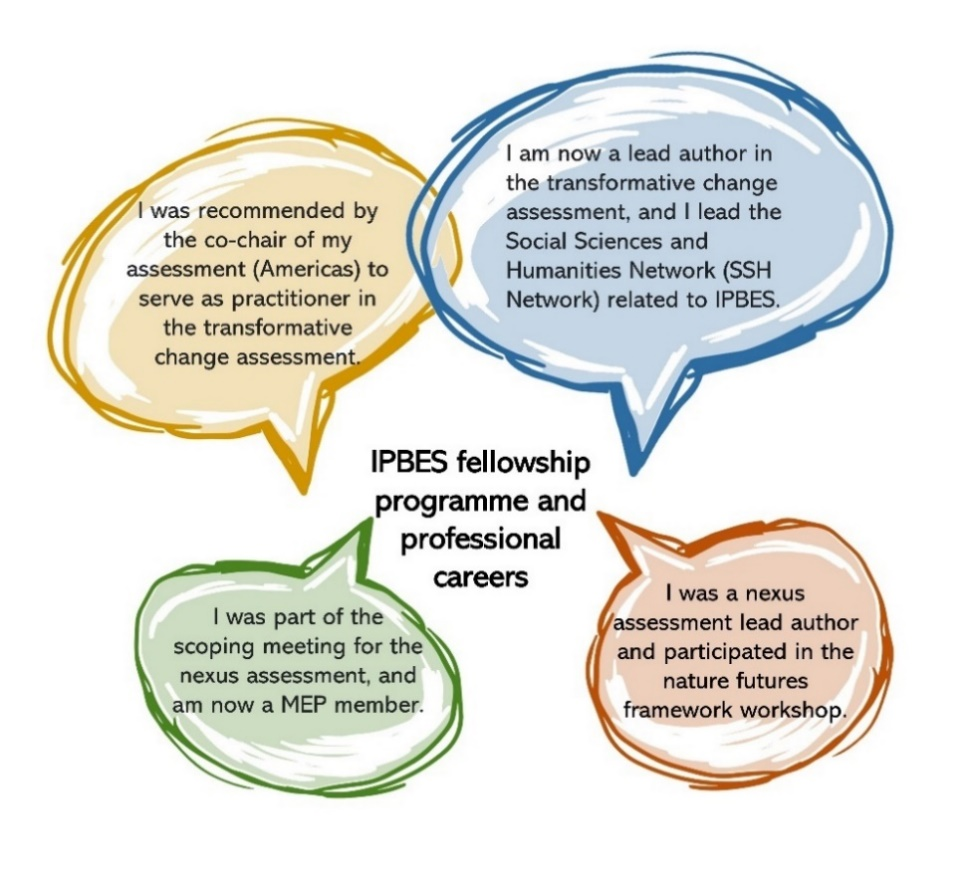 I was recommended by
the co-chair of my
assessment (Americas) to
serve as practitioner in
the transformative
change assessment.
I am now a lead author in
the transformative change
assessment, and I lead the
Social Sciences and
Humanities Network (SSH
Network) related to IPBES.
IPBES fellowship
programme and
professional
careers
I was part of the
scoping meeting for the
nexus assessment, and
am now a MEP member.
I was a nexus
assessment lead author
and participated in the
nature futures
framework workshop.